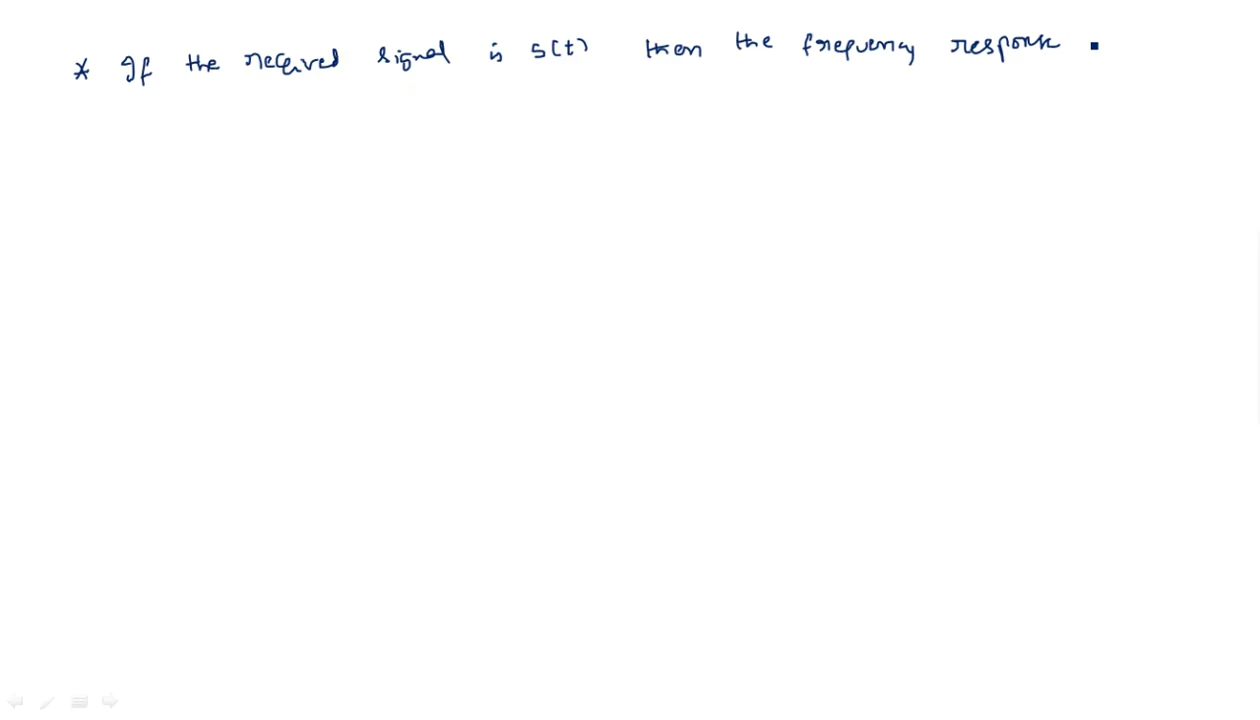 * If the received signal is s(t) then the frequency response